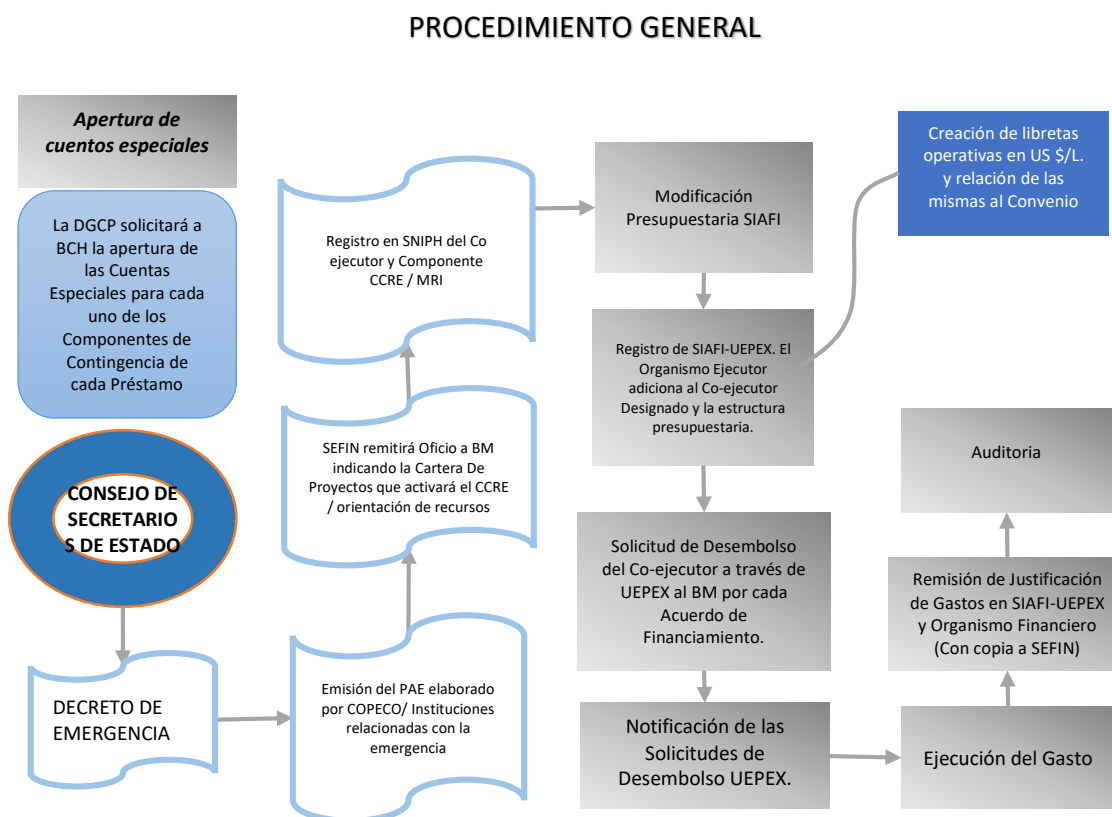 PROCEDIMIENTO GENERAL
Apertura de
cuentos especiales
La DGCP solicitará a
BCH la apertura de
las Cuentas
Especiales para cada
uno de los
Componentes de
Contingencia de
cada Préstamo
CONSEJO DE
SECRETARIO
S DE ESTADO
DECRETO DE
EMERGENCIA
Emisión del PAE elaborado
por COPECO/ Instituciones
relacionadas con la
emergencia
SEFIN remitirá Oficio a BM
indicando la Cartera De
Proyectos que activará el CCRE
/ orientación de recursos
Registro en SNIPH del Co
ejecutor y Componente
CCRE / MRI
Modificación
Presupuestaria SIAFI
Registro de SIAFI-UEPEX. El
Organismo Ejecutor
adiciona al Co-ejecutor
Designado y la estructura
presupuestaria.
Creación de libretas
operativas en US $/L.
y relación de las
mismas al Convenio
Solicitud de Desembolso
del Co-ejecutor a través de
UEPEX al BM por cada
Acuerdo de
Financiamiento.
Notificación de las
Solicitudes de
Desembolso UEPEX.
Ejecución del Gasto
Remisión de Justificación
de Gastos en SIAFI-UEPEX
y Organismo Financiero
(Con copia a SEFIN)
Auditoria